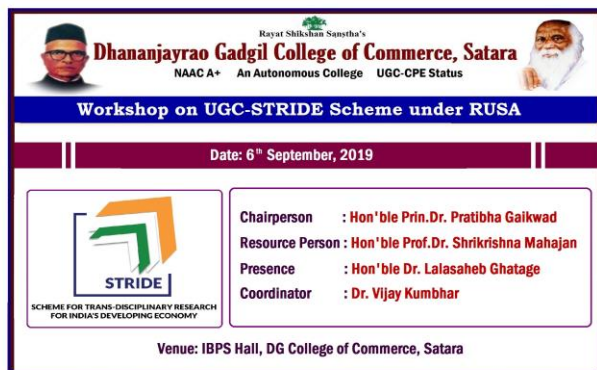 Rayat Shikshan Sanstha's
Dhananjayrao Gadgil College of Commerce, Satara
NAAC A+ An Autonomous College UGC-CPE Status
Workshop on UGC-STRIDE Scheme under RUSA
Date: 6th September, 2019
STRIDE
SCHEME FOR TRANS-DISCIPLINARY RESEARCH
FOR INDIA'S DEVELOPING ECONOMY
Chairperson : Hon'ble Prin.Dr. Pratibha Gaikwad
Resource Person : Hon'ble Prof.Dr. Shrikrishna Mahajan
Presence : Hon'ble Dr. Lalasaheb Ghatage
Coordinator : Dr. Vijay Kumbhar
Venue: IBPS Hall, DG College of Commerce, Satara